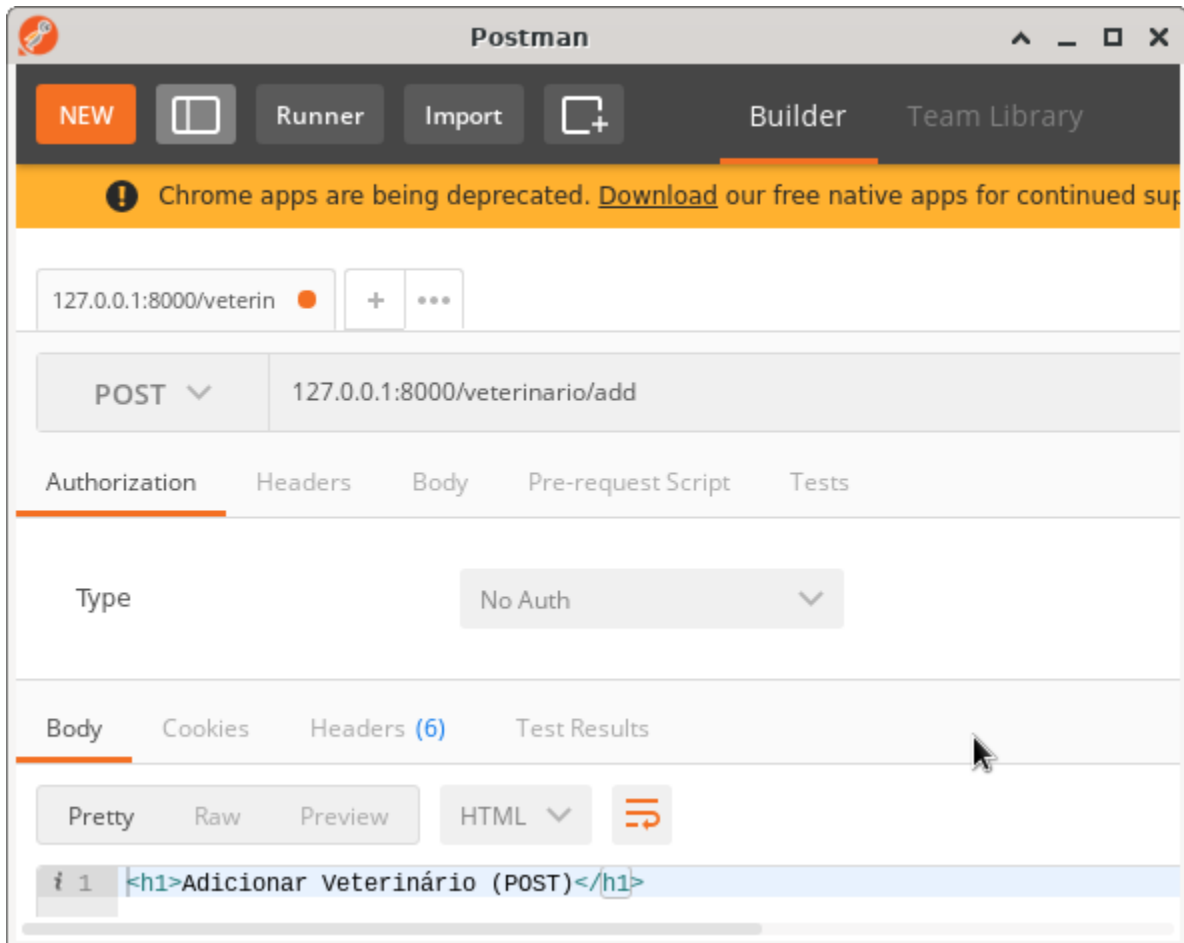 Postman
NEW Runner Import Builder Team Library
Chrome apps are being deprecated. Download our free native apps for continued
127.0.0.1:8000/veterin + •••
POST 127.0.0.1:8000/veterinario/add
Authorization Headers Body Pre-request Script Tests
Type No Auth
Body Cookies Headers (6) Test Results
Pretty Raw Preview HTML
i 1 <h1>Adicionar Veterinário (POST)</h1>